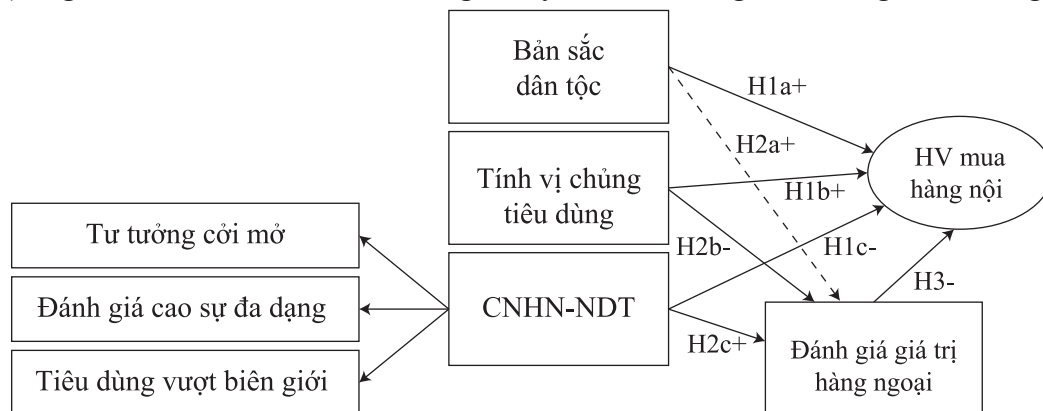 Bản sắc
dân tộc
H1a+
H2a+
HV mua
hàng nội
Tính vị chủng
tiêu dùng
H1b+
Tư tưởng cởi mở
H2b-
H1c-
CNHN-NDT
H3-
Đánh giá cao sự đa dạng
H2c+
Đánh giá giá trị
hàng ngoại
Tiêu dùng vượt biên giới